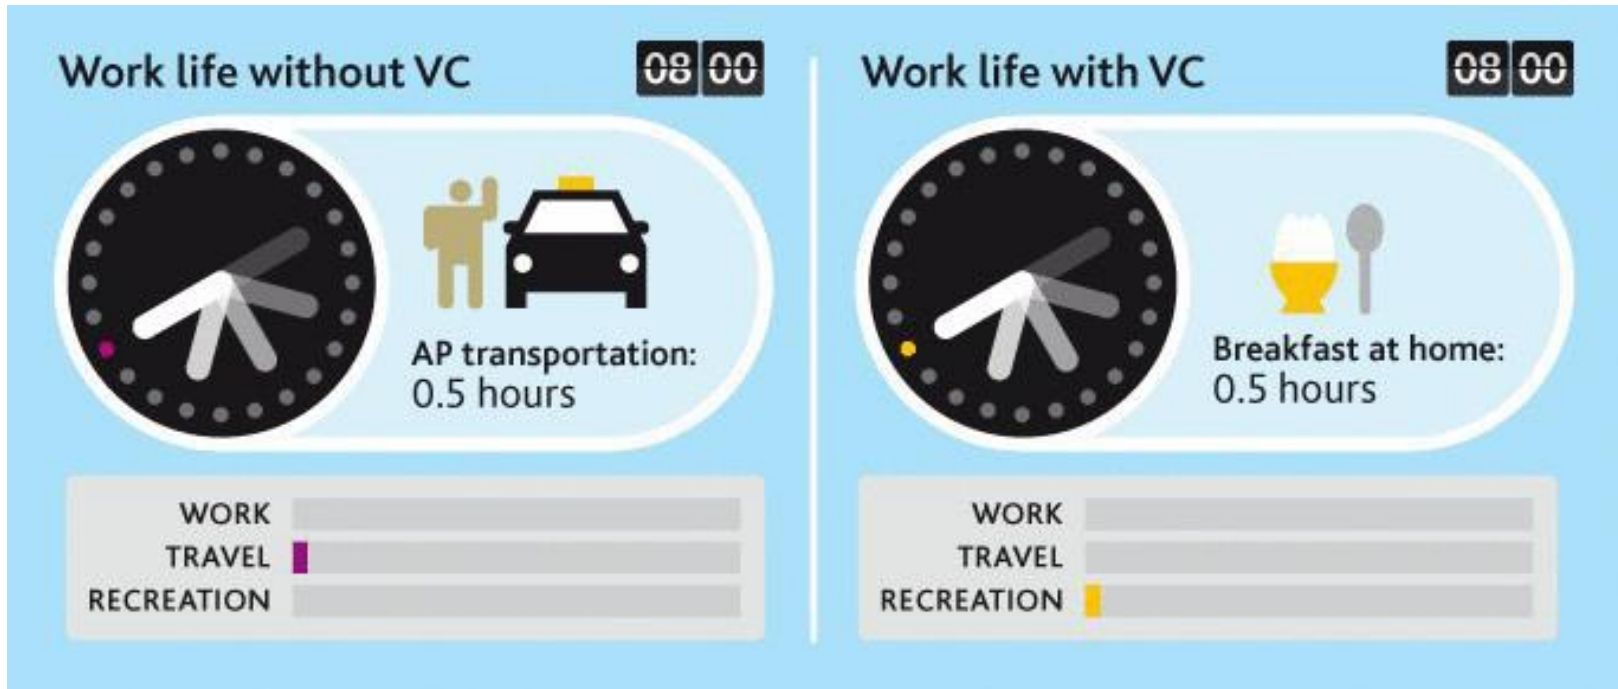 Work life without VC
08 00
AP transportation:
0.5 hours
WORK
TRAVEL
RECREATION
Work life with VC
08 00
Breakfast at home:
0.5 hours
WORK
TRAVEL
RECREATION